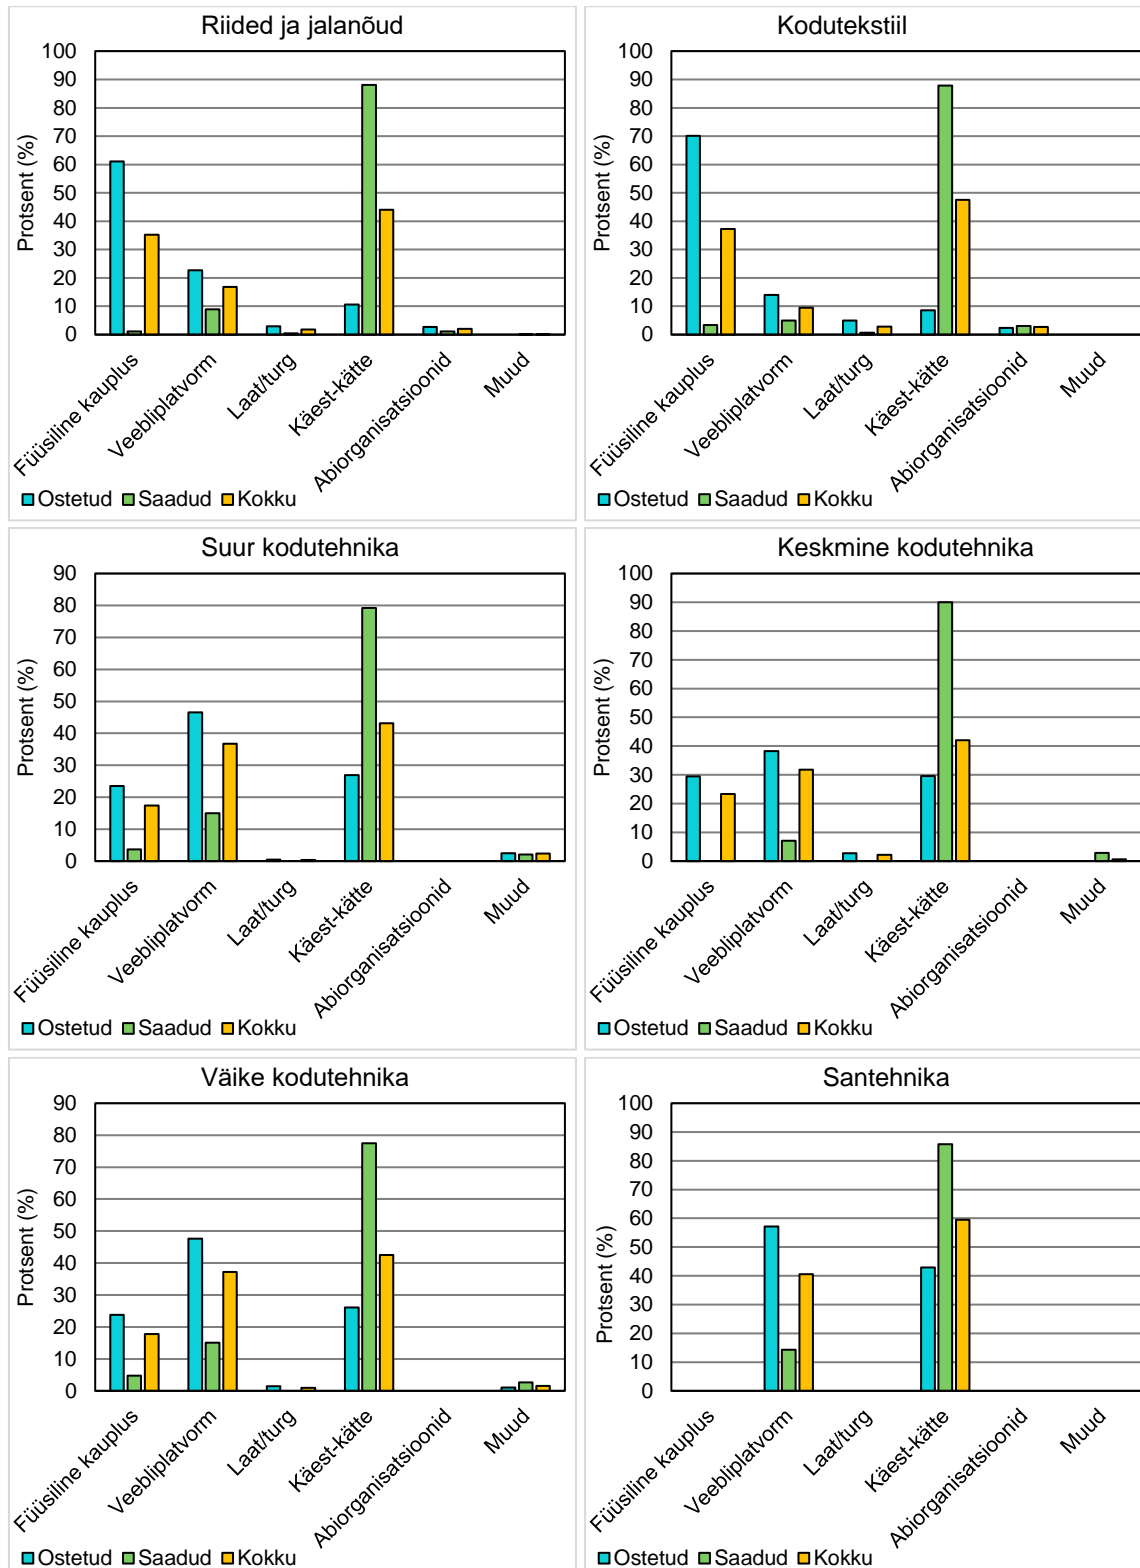 Riided ja jalanõud
Protsent (%)
100
90
80
70
60
50
40
30
20
10
0
Füüsiline kauplus
Veebliplatvorm
Laat/turg
Käest-kätte
Abiorganisatsioonid
Muud
Ostetud Saadud Kokku
Kodutekstiil
Protsent (%)
100
90
80
70
60
50
40
30
20
10
0
Füüsiline kauplus
Veebliplatvorm
Laat/turg
Käest-kätte
Abiorganisatsioonid
Muud
Ostetud Saadud Kokku
Suur kodutehnika
Protsent (%)
90
80
70
60
50
40
30
20
10
0
Füüsiline kauplus
Veebliplatvorm
Laat/turg
Käest-kätte
Abiorganisatsioonid
Muud
Ostetud Saadud Kokku
Keskmine kodutehnika
Protsent (%)
100
90
80
70
60
50
40
30
20
10
0
Füüsiline kauplus
Veebliplatvorm
Laat/turg
Käest-kätte
Abiorganisatsioonid
Muud
Ostetud Saadud Kokku
Väike kodutehnika
Protsent (%)
90
80
70
60
50
40
30
20
10
0
Füüsiline kauplus
Veebliplatvorm
Laat/turg
Käest-kätte
Abiorganisatsioonid
Muud
Ostetud Saadud Kokku
Santehnika
Protsent (%)
100
90
80
70
60
50
40
30
20
10
0
Füüsiline kauplus
Veebliplatvorm
Laat/turg
Käest-kätte
Abiorganisatsioonid
Muud
Ostetud Saadud Kokku